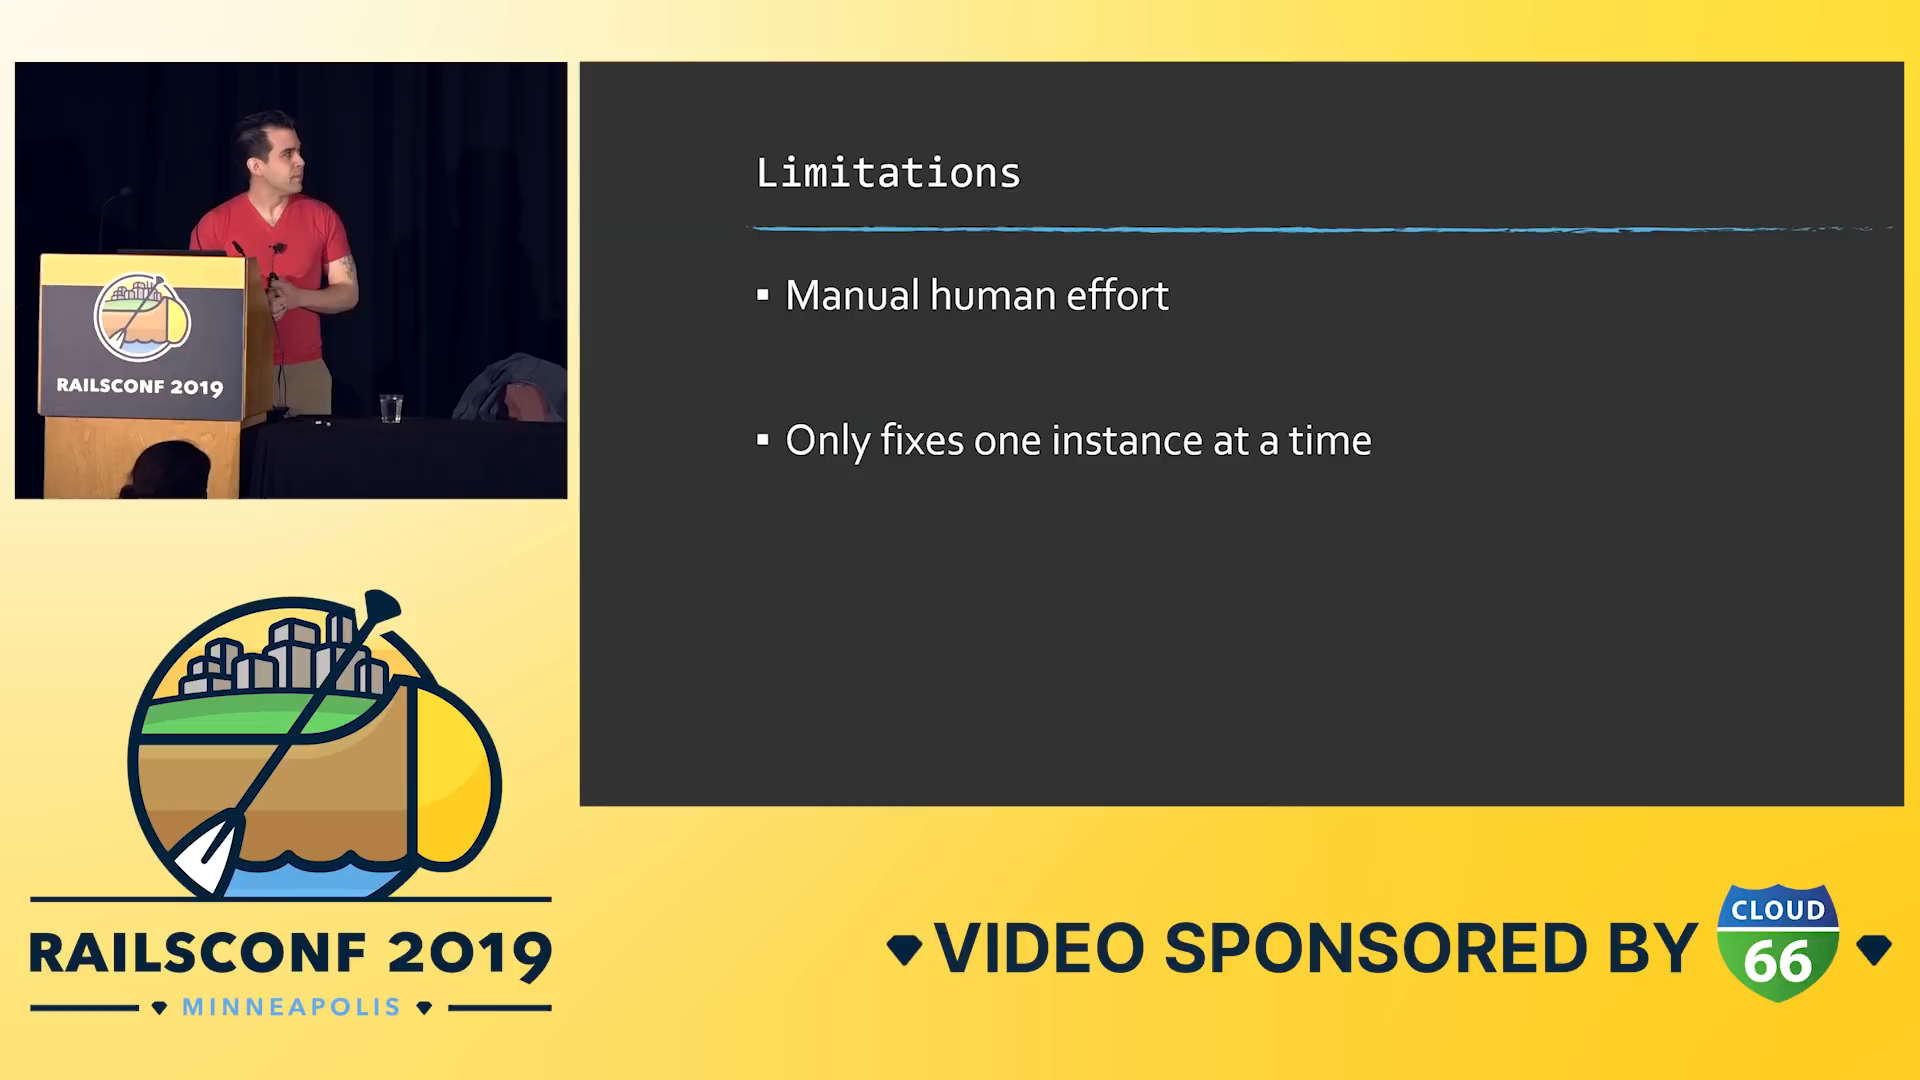 RAILSCONF 2019
Limitations
▪ Manual human effort
▪ Only fixes one instance at a time
RAILSCONF 2019
MINNEAPOLIS
VIDEO SPONSORED BY
CLOUD
66